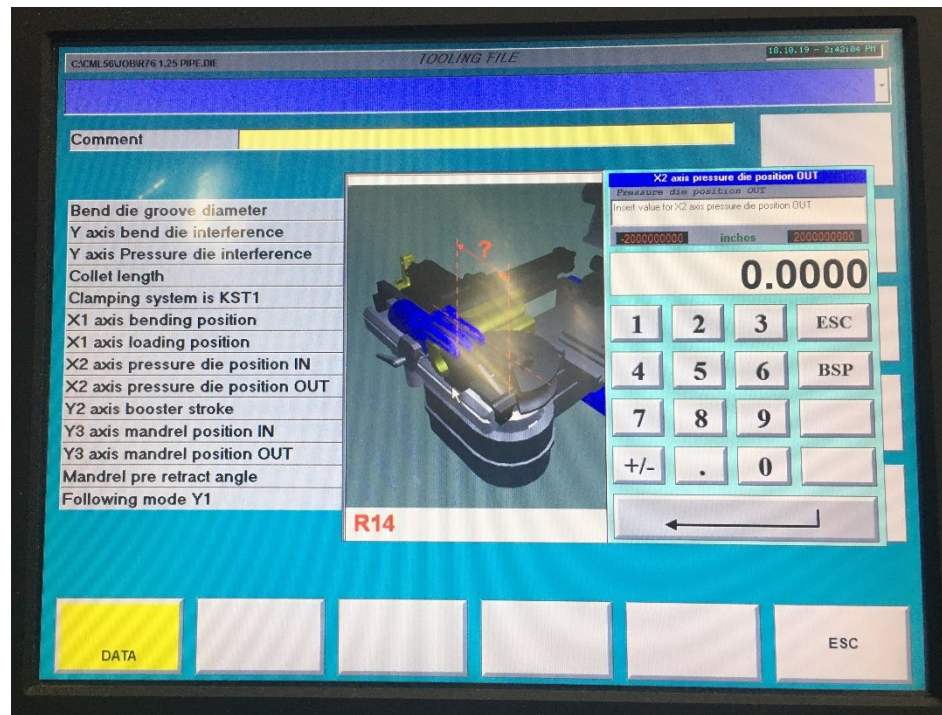 C:\CML56\JOB\R76 1.25 PIPE.DIE
TOOLING FILE
18.10.19 - 2:42:04 PM
Comment
Bend die groove diameter
Y axis bend die interference
Y axis Pressure die interference
Collet length
Clamping system is KST1
X1 axis bending position
X1 axis loading position
X2 axis pressure die position IN
X2 axis pressure die position OUT
Y2 axis booster stroke
Y3 axis mandrel position IN
Y3 axis mandrel position OUT
Mandrel pre retract angle
Following mode Y1
?
R14
X2 axis pressure die position OUT
Pressure die position OUT
Insert value for X2 axis pressure die position OUT
-2000000000 inches 2000000000
0.0000
1 2 3 ESC
4 5 6 BSP
7 8 9
+/- . 0
DATA
ESC